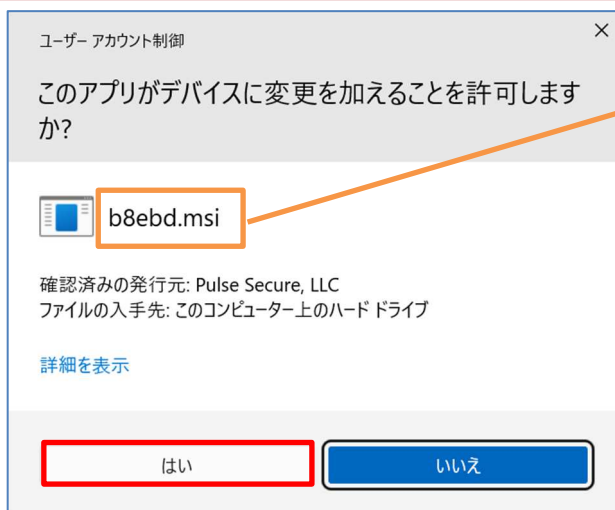 ユーザー アカウント制御
このアプリがデバイスに変更を加えることを許可します
か?
b8ebd.msi
確認済みの発行元: Pulse Secure, LLC
ファイルの入手先: このコンピューター上のハード ドライブ
詳細を表示
はい
いいえ